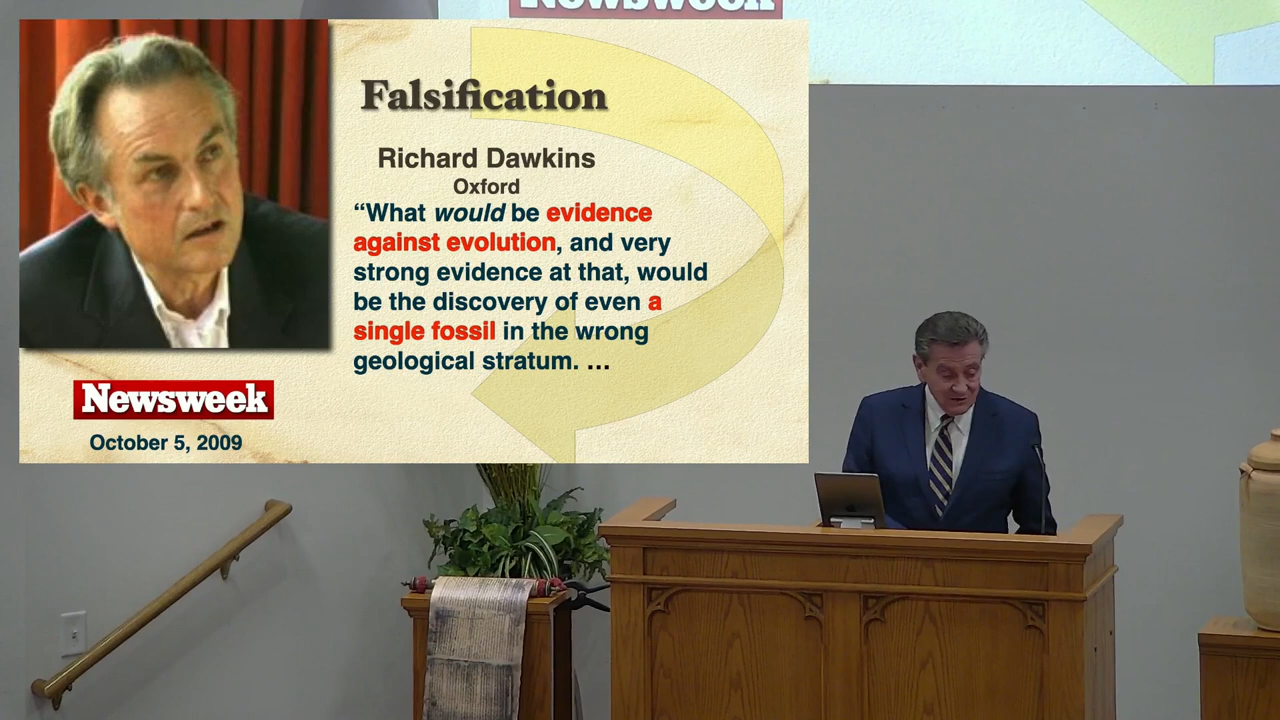 Newsweek
Falsification
Richard Dawkins
Oxford
“What would be evidence
against evolution, and very
strong evidence at that, would
be the discovery of even a
single fossil in the wrong
geological stratum. …
Newsweek
October 5, 2009